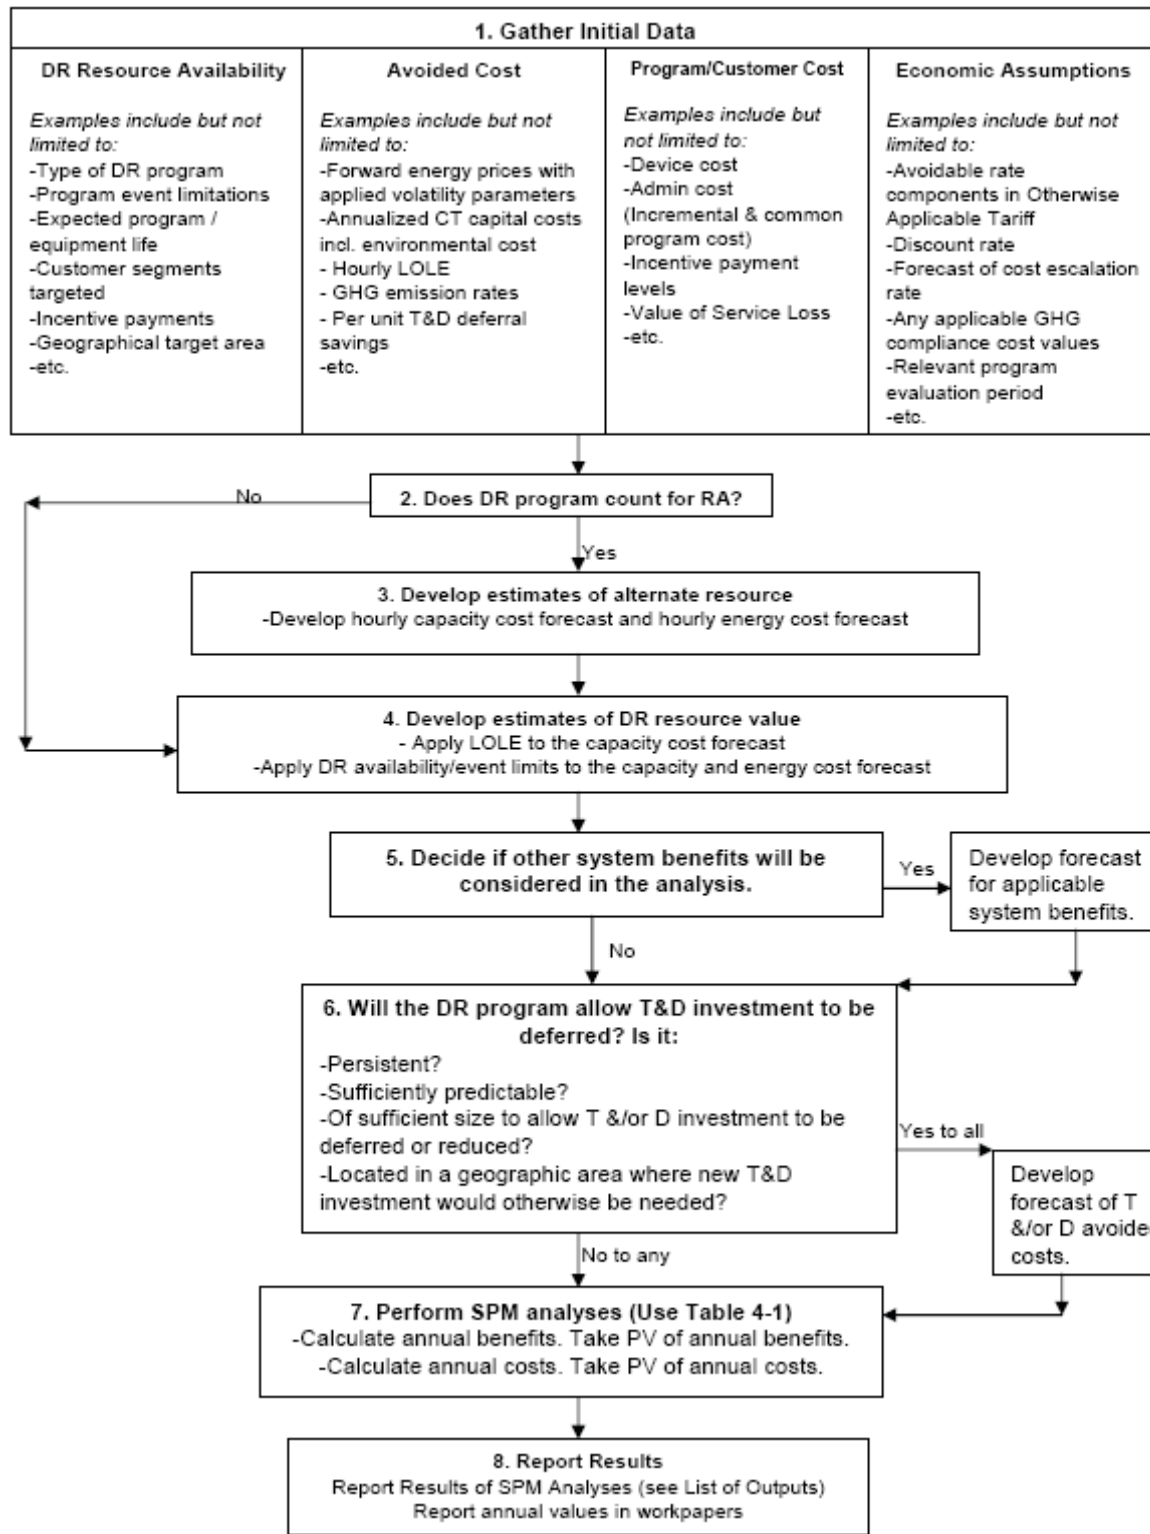 1. Gather Initial Data
DR Resource Availability
Examples include but not
limited to:
-Type of DR program
-Program event limitations
-Expected program /
equipment life
-Customer segments
targeted
-Incentive payments
-Geographical target area
-etc.
Avoided Cost
Examples include but not
limited to:
-Forward energy prices with
applied volatility parameters
-Annualized CT capital costs
incl. environmental cost
- Hourly LOLE
- GHG emission rates
- Per unit T&D deferral
savings
-etc.
Program/Customer Cost
Examples include but
not limited to:
-Device cost
-Admin cost
(Incremental & common
program cost)
-Incentive payment
levels
-Value of Service Loss
-etc.
Economic Assumptions
Examples include but not
limited to:
-Avoidable rate
components in Otherwise
Applicable Tariff
-Discount rate
-Forecast of cost escalation
rate
-Any applicable GHG
compliance cost values
-Relevant program
evaluation period
-etc.
No
2. Does DR program count for RA?
Yes
3. Develop estimates of alternate resource
-Develop hourly capacity cost forecast and hourly energy cost forecast
4. Develop estimates of DR resource value
- Apply LOLE to the capacity cost forecast
-Apply DR availability/event limits to the capacity and energy cost forecast
5. Decide if other system benefits will be
considered in the analysis.
Yes
Develop forecast
for applicable
system benefits.
No
6. Will the DR program allow T&D investment to be
deferred? Is it:
-Persistent?
-Sufficiently predictable?
-Of sufficient size to allow T &/or D investment to be
deferred or reduced?
-Located in a geographic area where new T&D
investment would otherwise be needed?
Yes to all
Develop
forecast of T
&/or D avoide
costs.
No to any
7. Perform SPM analyses (Use Table 4-1)
-Calculate annual benefits. Take PV of annual benefits.
-Calculate annual costs. Take PV of annual costs.
8. Report Results
Report Results of SPM Analyses (see List of Outputs)
Report annual values in workpapers